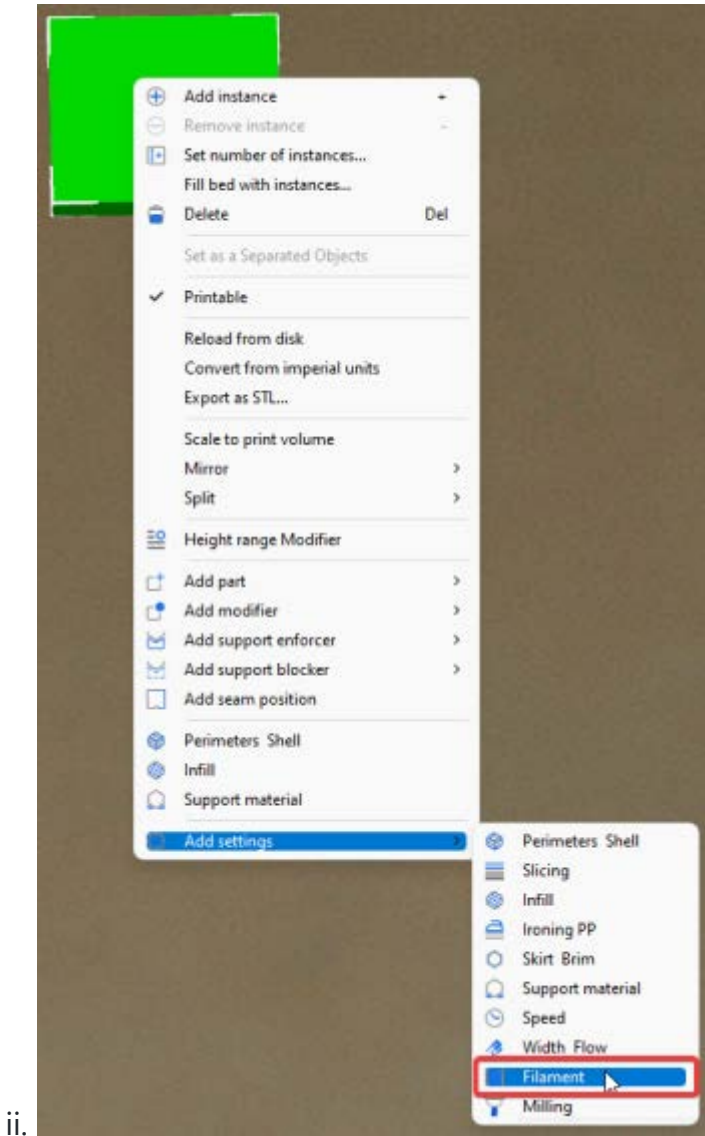 Add instance +
Remove instance -
Set number of instances...
Fill bed with instances...
Delete Del
Set as a Separated Objects
Printable
Reload from disk
Convert from imperial units
Export as STL...
Scale to print volume
Mirror
Split
Height range Modifier
Add part
Add modifier
Add support enforcer
Add support blocker
Add seam position
Perimeters Shell
Infill
Support material
Add settings
Perimeters Shell
Slicing
Infill
Ironing PP
Skirt Brim
Support material
Speed
Width Flow
Filament
Milling
ii.